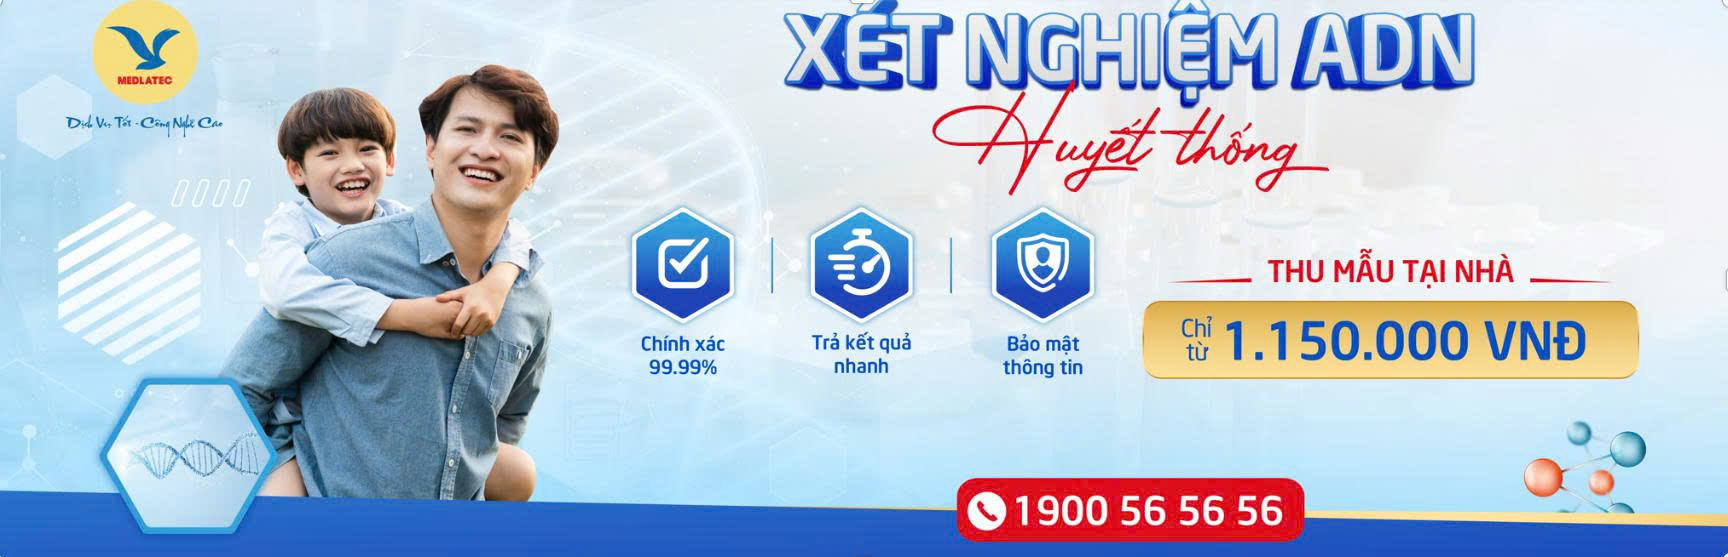 MEDLATEC
Dịch Vụ Tốt - Công Nghệ Cao
XÉT NGHIỆM ADN
Huyết thống
Chính xác
99.99%
Trả kết quả
nhanh
Bảo mật
thông tin
THU MẪU TẠI NHÀ
Chỉ từ 1.150.000 VNĐ
1900 56 56 56